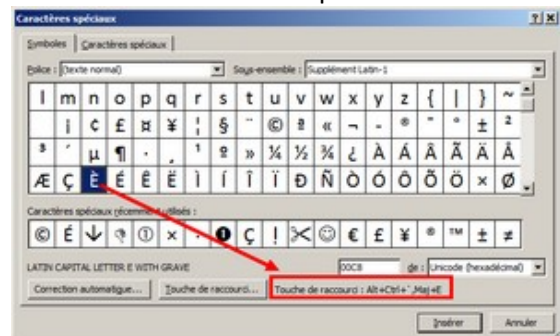 Caractères spéciaux
Symboles Caractères spéciaux
Police : (texte normal) Sous-ensemble : Supplément Latin-1
l m n o p q r s t u v w x y z { | } ~
¡ ¢ £ ¤ ¥ ¦ § ¨ © ª « ¬ - ® ¯ ° ± ²
³ ´ µ ¶ · ¸ ¹ º » ¼ ½ ¾ ¿ À Á Â Ã Ä Å
Æ Ç È É Ê Ë Ì Í Î Ï Ð Ñ Ò Ó Ô Õ Ö × Ø
Caractères spéciaux récemment utilisés :
© É ↓ ① × · ❶ Ç ! ✂ ☺ € £ ¥ ® ™ ± ≠
LATIN CAPITAL LETTER E WITH GRAVE 00C8 de : Unicode (hexadécimal)
Correction automatique... Touche de raccourci... Touche de raccourci : Alt+Ctrl+`,Maj+E
Insérer Annuler